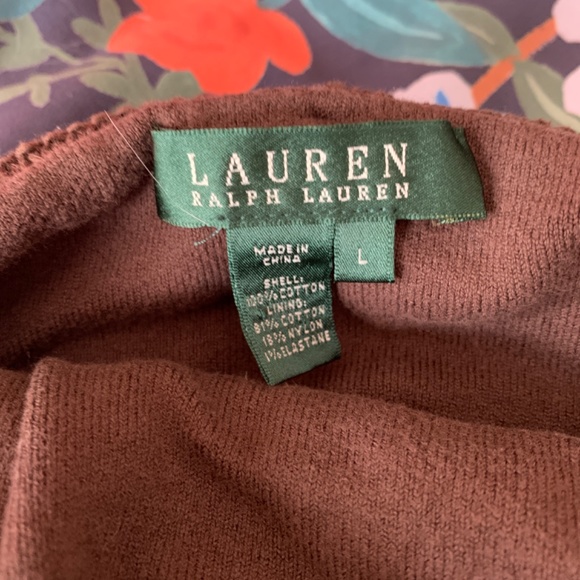 LAUREN
RALPH LAUREN
L
MADE IN
CHINA
SHELL:
100% COTTON
LINING:
81% COTTON
18% NYLON
1% ELASTANE